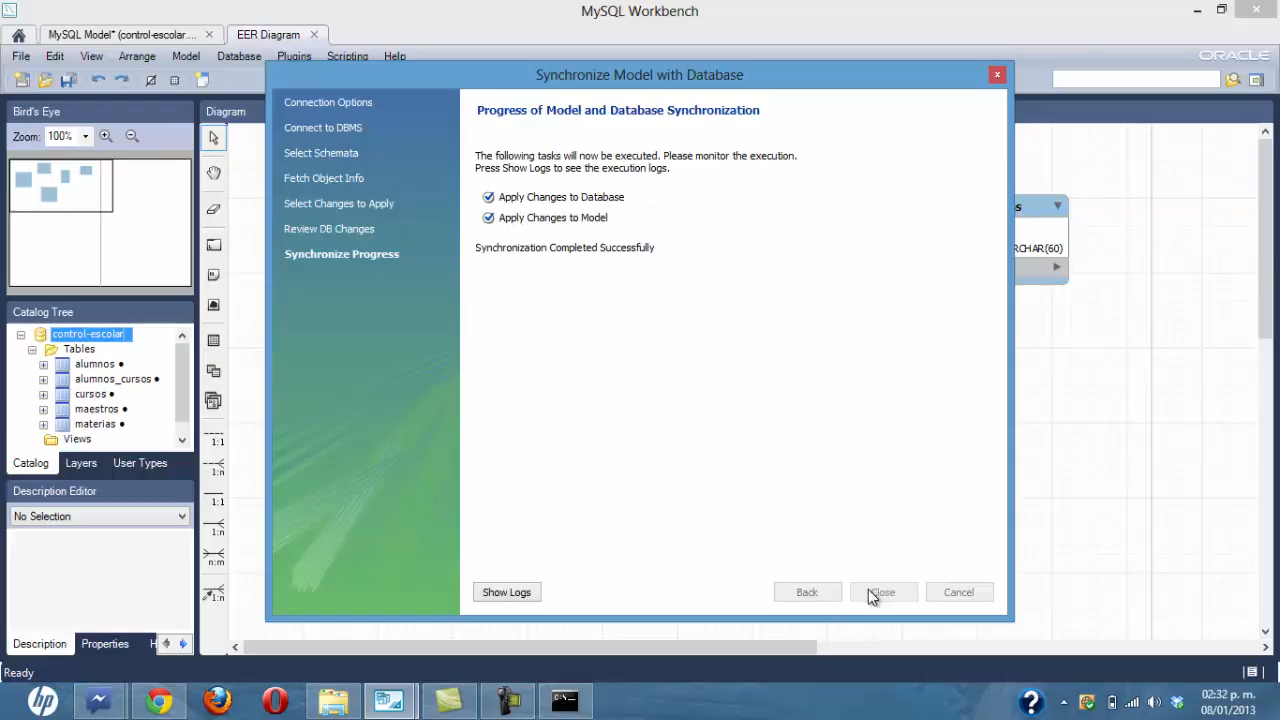 MySQL Workbench
MySQL Model* (control-escolar.... ×
EER Diagram ×
File Edit View Arrange Model Database Plugins Scripting Help
ORACLE
Synchronize Model with Database
x
Bird's Eye
Zoom: 100%
Diagram
Connection Options
Connect to DBMS
Select Schemata
Fetch Object Info
Select Changes to Apply
Review DB Changes
Synchronize Progress
Progress of Model and Database Synchronization
The following tasks will now be executed. Please monitor the execution.
Press Show Logs to see the execution logs.
Apply Changes to Database
Apply Changes to Model
Synchronization Completed Successfully
Show Logs
Back
Close
Cancel
s
RCHAR(60)
Catalog Tree
control-escolar
Tables
alumnos •
alumnos_cursos •
cursos •
maestros •
materias •
Views
Catalog Layers User Types
Description Editor
No Selection
Description Properties H
1:1
1:n
1:1
1:n
n:m
1:n
Ready
hp
?
02:32 p. m.
08/01/2013